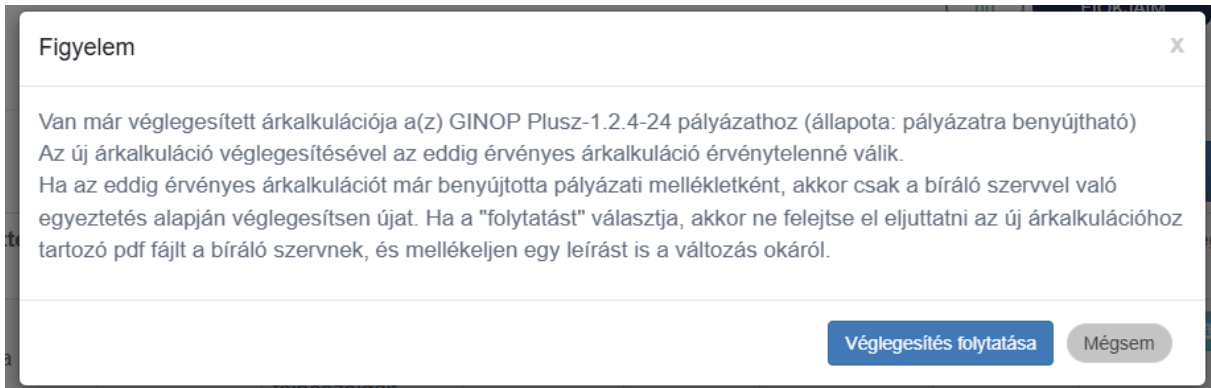 FIÓKJAIM
Figyelem
X
Van már véglegesített árkalkulációja a(z) GINOP Plusz-1.2.4-24 pályázathoz (állapota: pályázatra benyújtható)
Az új árkalkuláció véglegesítésével az eddig érvényes árkalkuláció érvénytelenné válik.
Ha az eddig érvényes árkalkulációt már benyújtotta pályázati mellékletként, akkor csak a bíráló szervvel való
egyeztetés alapján véglegesítsen újat. Ha a "folytatást" választja, akkor ne felejtse el eljuttatni az új árkalkulációhoz
tartozó pdf fájlt a bíráló szervnek, és mellékeljen egy leírást is a változás okáról.
Véglegesítés folytatása
Mégsem